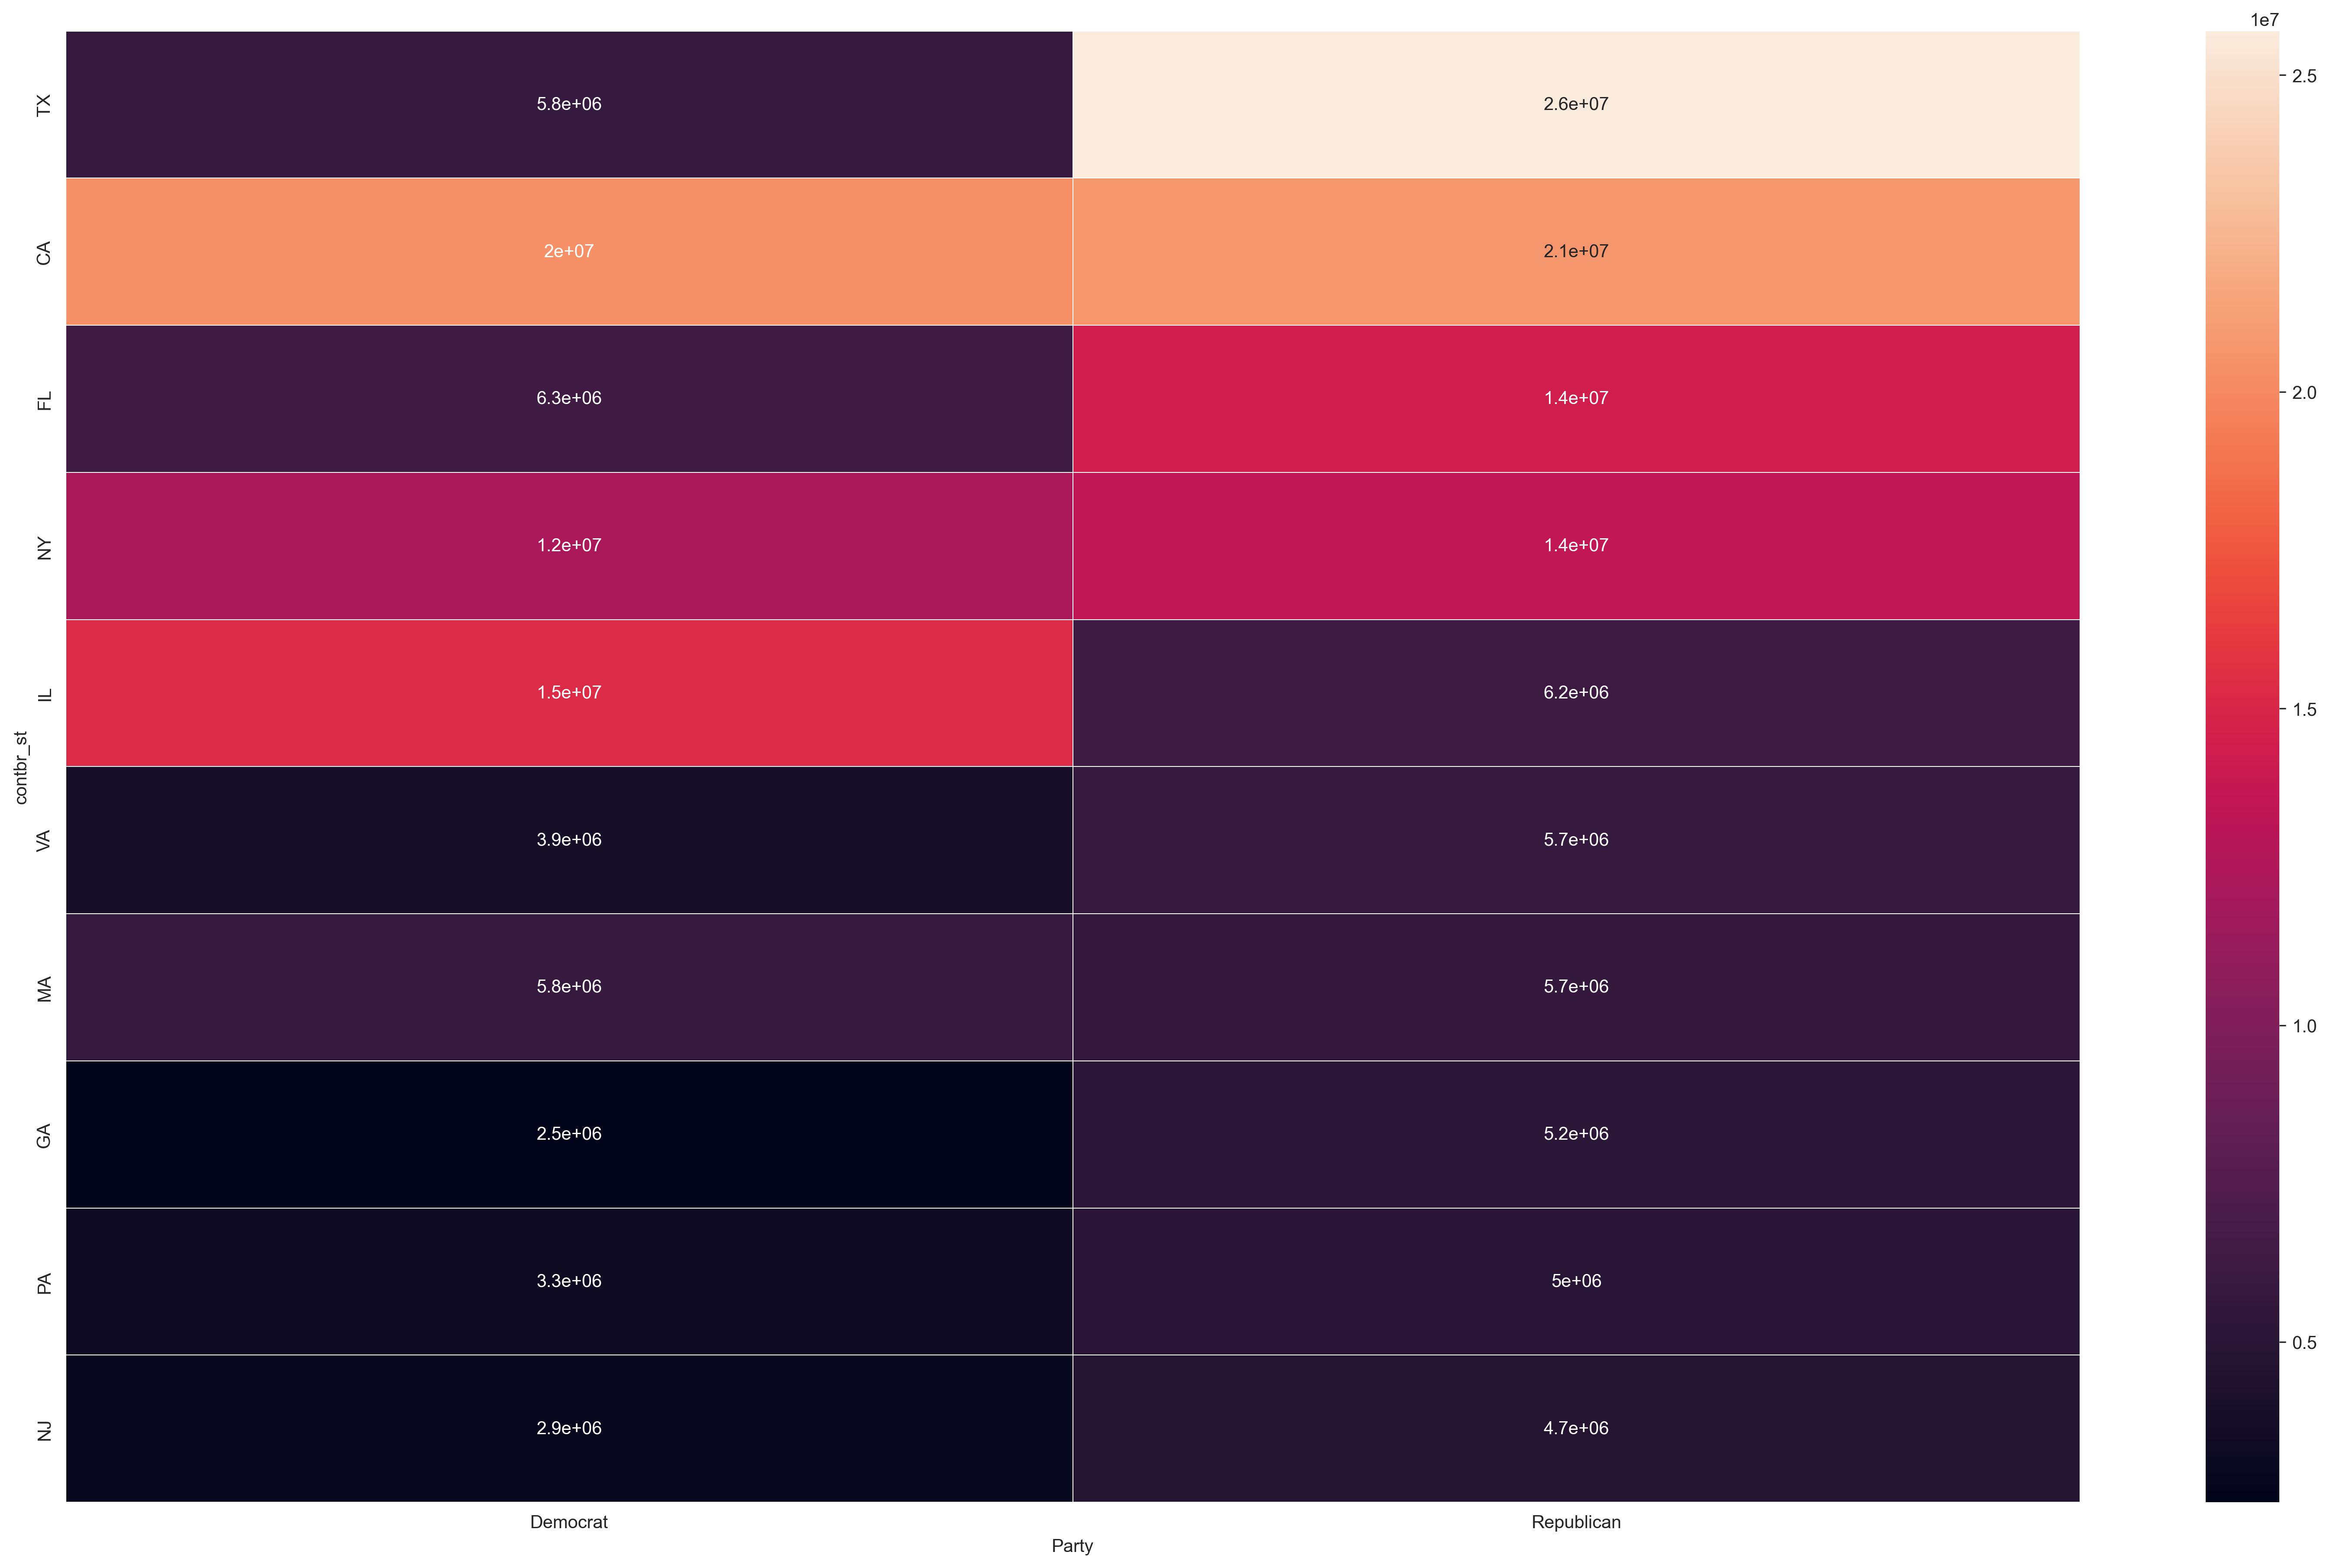 1e7
TX 5.8e+06 2.6e+07
CA 2e+07 2.1e+07
FL 6.3e+06 1.4e+07
NY 1.2e+07 1.4e+07
IL 1.5e+07 6.2e+06
VA 3.9e+06 5.7e+06
MA 5.8e+06 5.7e+06
GA 2.5e+06 5.2e+06
PA 3.3e+06 5e+06
NJ 2.9e+06 4.7e+06
contbr_st
Democrat Republican
Party
2.5
2.0
1.5
1.0
0.5